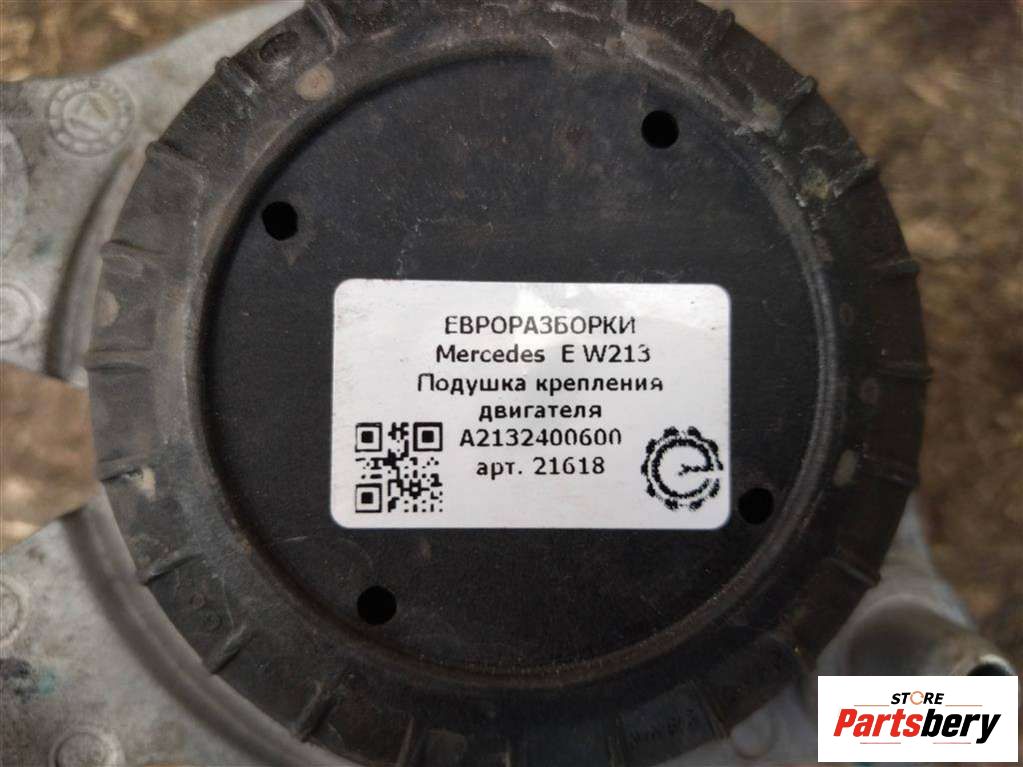 ЕВРОРАЗБОРКИ
Mercedes E W213
Подушка крепления
двигателя
A2132400600
арт. 21618
STORE
Partsbery